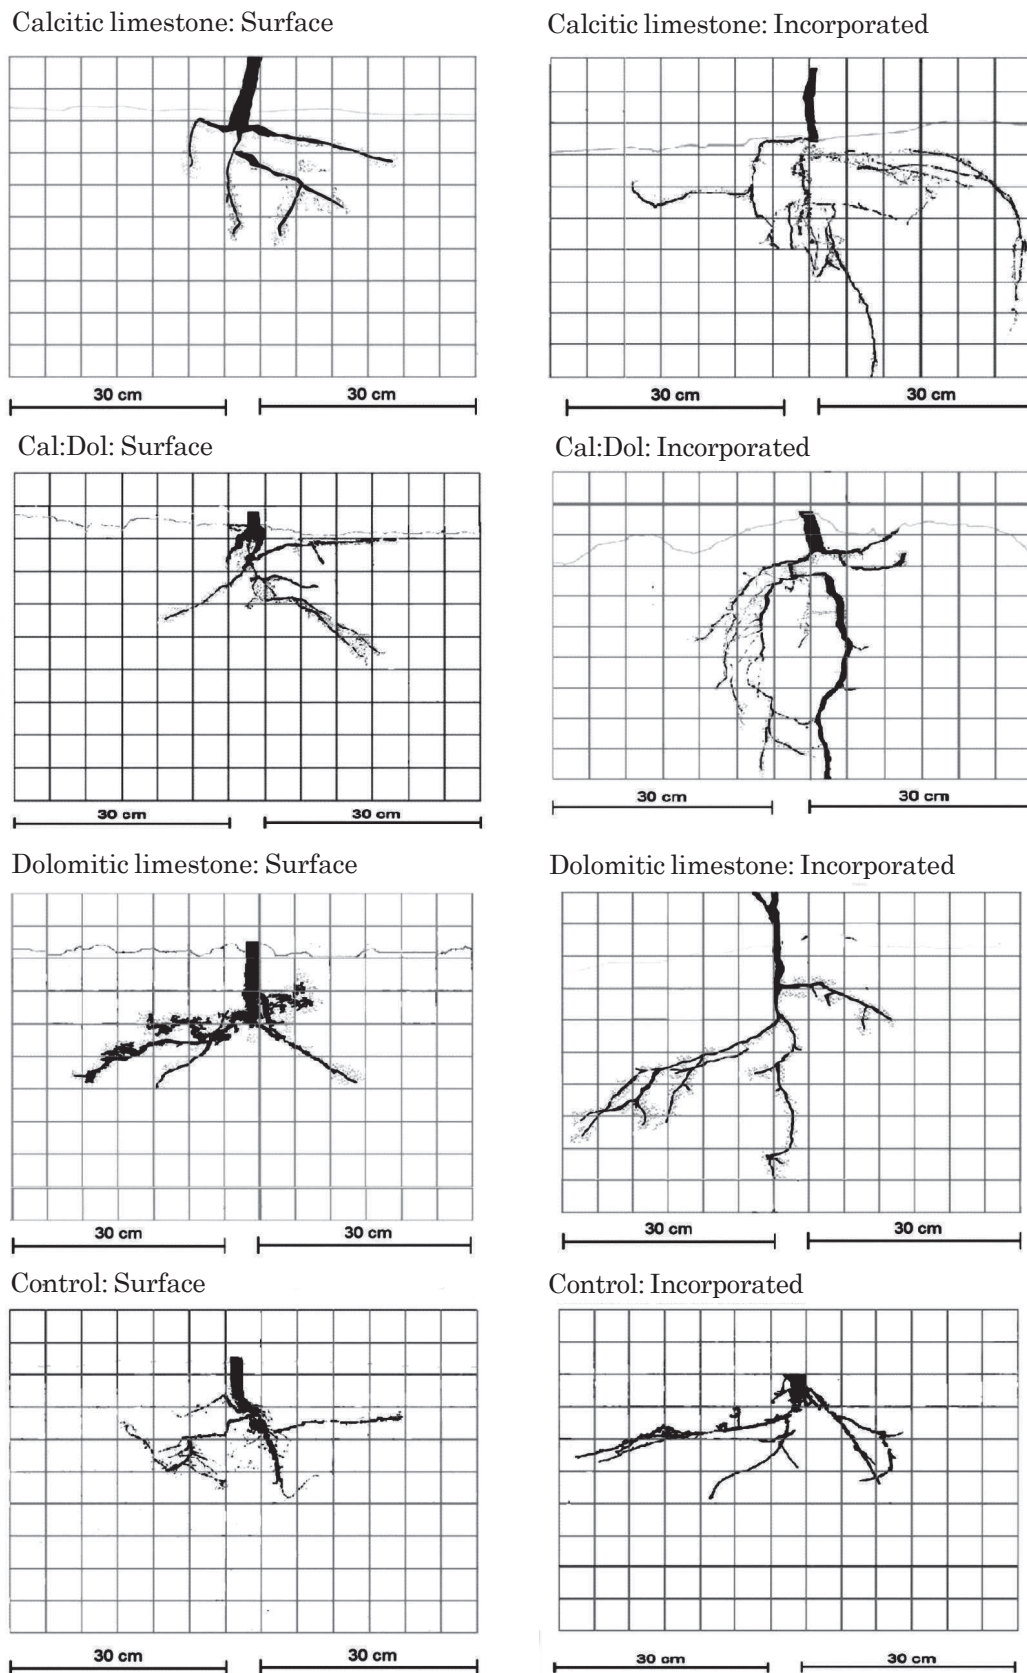 Calcitic limestone: Surface
Calcitic limestone: Incorporated
30 cm
30 cm
30 cm
30 cm
Cal:Dol: Surface
Cal:Dol: Incorporated
30 cm
30 cm
30 cm
30 cm
Dolomitic limestone: Surface
Dolomitic limestone: Incorporated
30 cm
30 cm
30 cm
30 cm
Control: Surface
Control: Incorporated
30 cm
30 cm
30 cm
30 cm